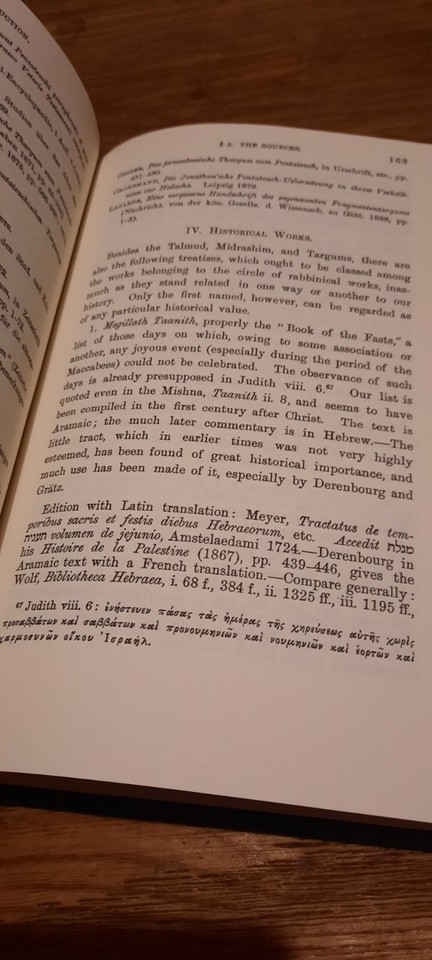 UCTION.
§ 3. THE SOURCES. 163
GEIGER, Das jerusalemische Thargum zum Pentateuch, in Urschrift, etc., pp.
451-480.
GRONEMANN, Die Jonathan'sche Pentateuch-Uebersetzung in ihrem Verhält-
nisse zur Halacha. Leipzig 1879.
LAGARDE, Eine vergessene Handschrift des sogenannten Fragmententargums
(Nachricht. von der kön. Gesells. d. Wissensch. zu Gött. 1888, pp.
1-3).
IV. HISTORICAL WORKS.
Besides the Talmud, Midrashim, and Targums, there are
also the following treatises, which ought to be classed among
the works belonging to the circle of rabbinical works, inas-
much as they stand related in one way or another to our
history. Only the first named, however, can be regarded as
of any particular historical value.
1. Megillath Taanith, properly the “Book of the Fasts,” a
list of those days on which, owing to some association or
another, any joyous event (especially during the period of the
Maccabees) could not be celebrated. The observance of such
days is already presupposed in Judith viii. 6.⁶⁷ Our list is
quoted even in the Mishna, Taanith ii. 8, and seems to have
been compiled in the first century after Christ. The text is
Aramaic; the much later commentary is in Hebrew.—The
little tract, which in earlier times was not very highly
esteemed, has been found of great historical importance, and
much use has been made of it, especially by Derenbourg and
Grätz.
Edition with Latin translation: Meyer, Tractatus de tem-
poribus sacris et festis diebus Hebraeorum, etc. Accedit מגלת
תענית volumen de jejunio, Amstelaedami 1724.—Derenbourg in
his Histoire de la Palestine (1867), pp. 439-446, gives the
Aramaic text with a French translation.—Compare generally:
Wolf, Bibliotheca Hebraea, i. 68 f., 384 f., ii. 1325 ff., iii. 1195 ff.,
⁶⁷ Judith viii. 6: ἐνήστευεν πάσας τὰς ἡμέρας τῆς χηρεύσεως αὐτῆς χωρὶς
προσαββάτων καὶ σαββάτων καὶ προνουμηνιῶν καὶ νουμηνιῶν καὶ ἑορτῶν καὶ
χαρμοσυνῶν οἴκου Ἰσραήλ.